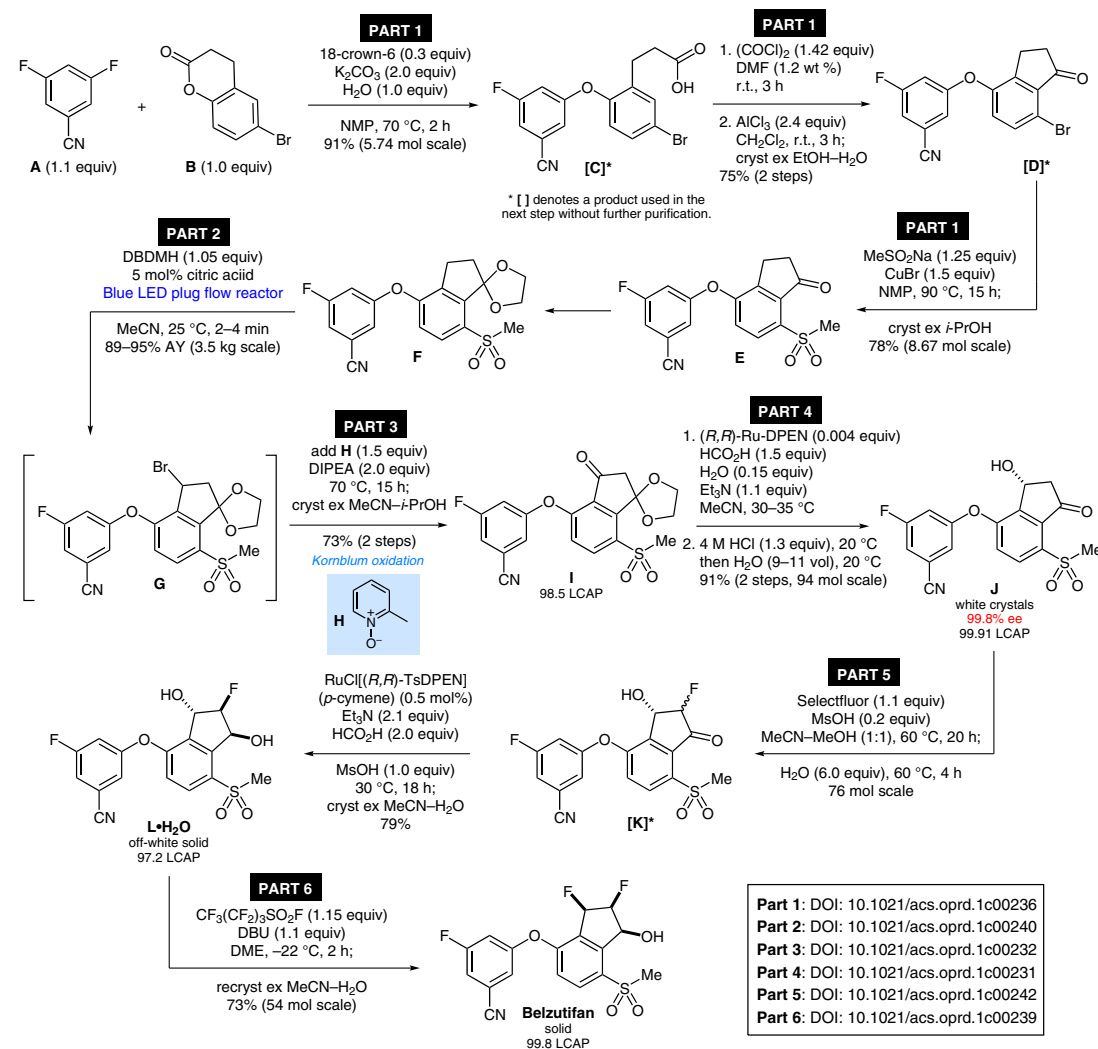 PART 1
18-crown-6 (0.3 equiv)
K2CO3 (2.0 equiv)
H2O (1.0 equiv)
NMP, 70 °C, 2 h
91% (5.74 mol scale)
F
F
CN
A (1.1 equiv)
+
O
O
Br
B (1.0 equiv)
F
O
O
OH
Br
CN
[C]*
* [ ] denotes a product used in the
next step without further purification.
PART 1
1. (COCl)2 (1.42 equiv)
DMF (1.2 wt %)
r.t., 3 h
2. AlCl3 (2.4 equiv)
CH2Cl2, r.t., 3 h;
cryst ex EtOH–H2O
75% (2 steps)
F
O
O
Br
CN
[D]*
PART 1
MeSO2Na (1.25 equiv)
CuBr (1.5 equiv)
NMP, 90 °C, 15 h;
cryst ex i-PrOH
78% (8.67 mol scale)
F
O
O
Me
S
O O
CN
E
F
O
O
O
Me
S
O O
CN
F
PART 2
DBDMH (1.05 equiv)
5 mol% citric aciid
Blue LED plug flow reactor
MeCN, 25 °C, 2–4 min
89–95% AY (3.5 kg scale)
Br
F
O
O
O
Me
S
O O
CN
G
PART 3
add H (1.5 equiv)
DIPEA (2.0 equiv)
70 °C, 15 h;
cryst ex MeCN–i-PrOH
73% (2 steps)
Kornblum oxidation
H
N+
O−
O
F
O
O
O
Me
S
O O
CN
I
98.5 LCAP
PART 4
1. (R,R)-Ru-DPEN (0.004 equiv)
HCO2H (1.5 equiv)
H2O (0.15 equiv)
Et3N (1.1 equiv)
MeCN, 30–35 °C
2. 4 M HCl (1.3 equiv), 20 °C
then H2O (9–11 vol), 20 °C
91% (2 steps, 94 mol scale)
HO
F
O
O
Me
S
O O
CN
J
white crystals
99.8% ee
99.91 LCAP
PART 5
Selectfluor (1.1 equiv)
MsOH (0.2 equiv)
MeCN–MeOH (1:1), 60 °C, 20 h;
H2O (6.0 equiv), 60 °C, 4 h
76 mol scale
HO
F
F
O
O
Me
S
O O
CN
[K]*
RuCl[(R,R)-TsDPEN]
(p-cymene) (0.5 mol%)
Et3N (2.1 equiv)
HCO2H (2.0 equiv)
MsOH (1.0 equiv)
30 °C, 18 h;
cryst ex MeCN–H2O
79%
HO
F
F
O
OH
Me
S
O O
CN
L•H2O
off-white solid
97.2 LCAP
PART 6
CF3(CF2)3SO2F (1.15 equiv)
DBU (1.1 equiv)
DME, –22 °C, 2 h;
recryst ex MeCN–H2O
73% (54 mol scale)
F
F
F
O
OH
Me
S
O O
CN
Belzutifan
solid
99.8 LCAP
Part 1: DOI: 10.1021/acs.oprd.1c00236
Part 2: DOI: 10.1021/acs.oprd.1c00240
Part 3: DOI: 10.1021/acs.oprd.1c00232
Part 4: DOI: 10.1021/acs.oprd.1c00231
Part 5: DOI: 10.1021/acs.oprd.1c00242
Part 6: DOI: 10.1021/acs.oprd.1c00239